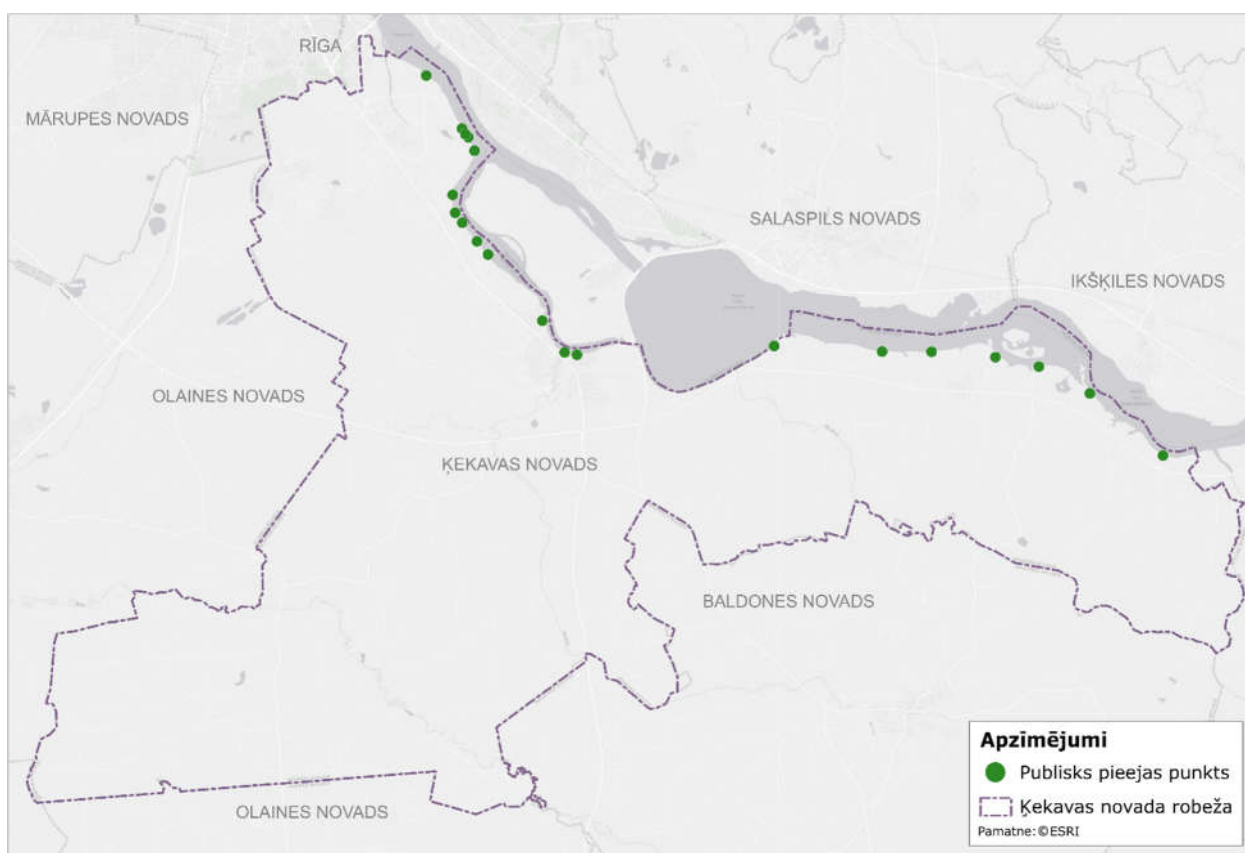 RĪGA
MĀRUPES NOVADS
SALASPILS NOVADS
IKŠĶILES NOVADS
OLAINES NOVADS
ĶEKAVAS NOVADS
BALDONES NOVADS
OLAINES NOVADS
Apzīmējumi
Publisks pieejas punkts
Ķekavas novada robeža
Pamatne: ©ESRI